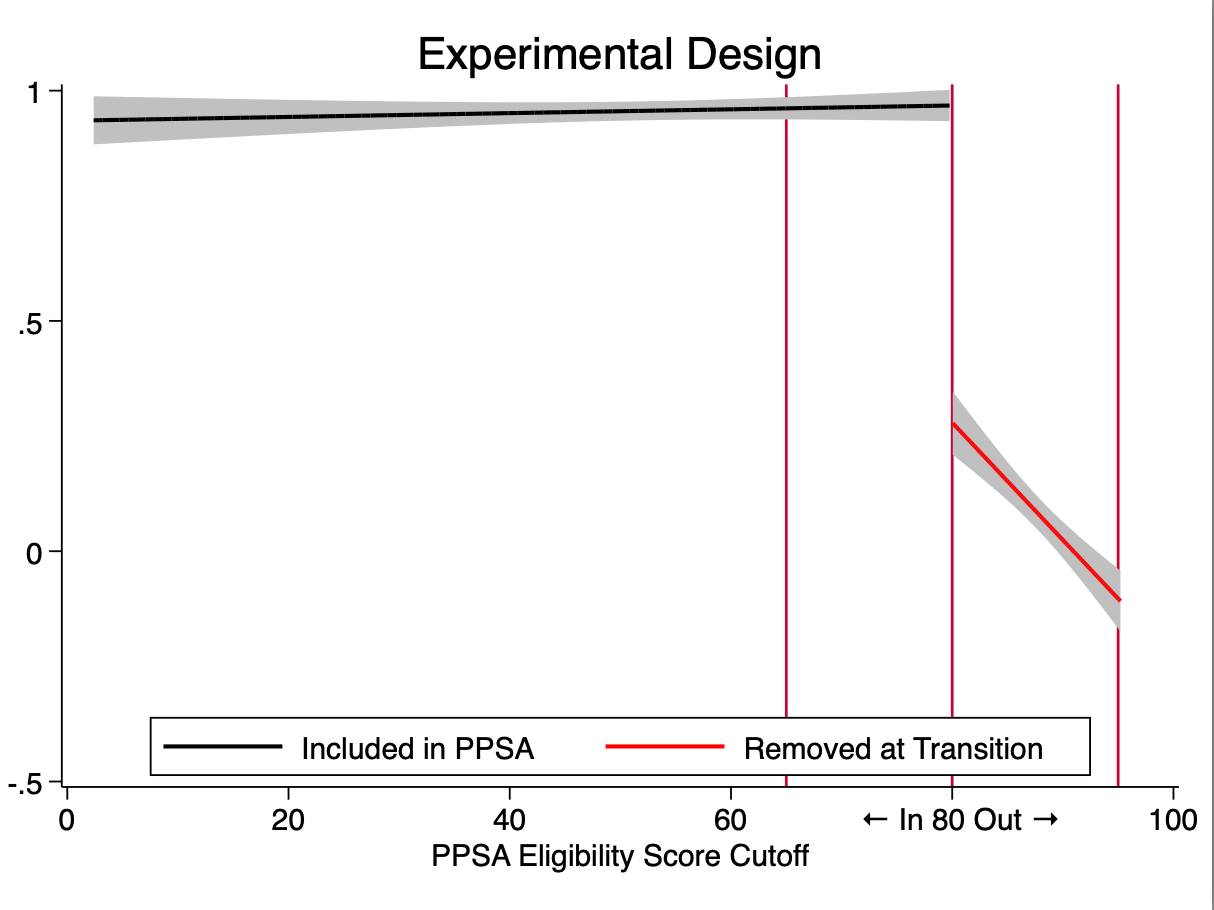 Experimental Design
1
.5
0
-.5
Included in PPSA Removed at Transition
0 20 40 60 ← In 80 Out → 100
PPSA Eligibility Score Cutoff